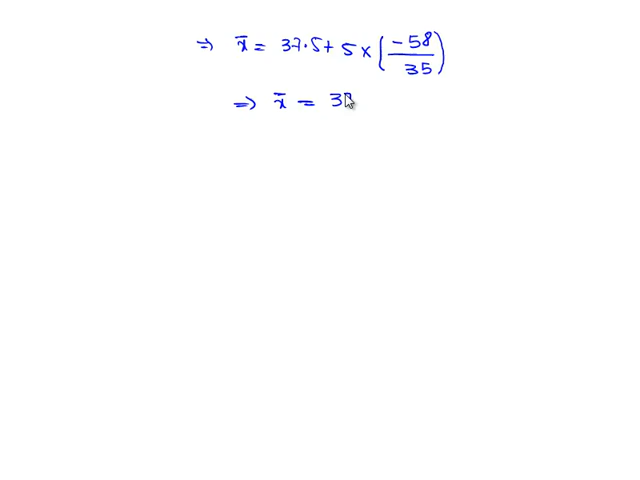 ⇒ x̄ = 37.5 + 5 × (-58/35)
⇒ x̄ = 3